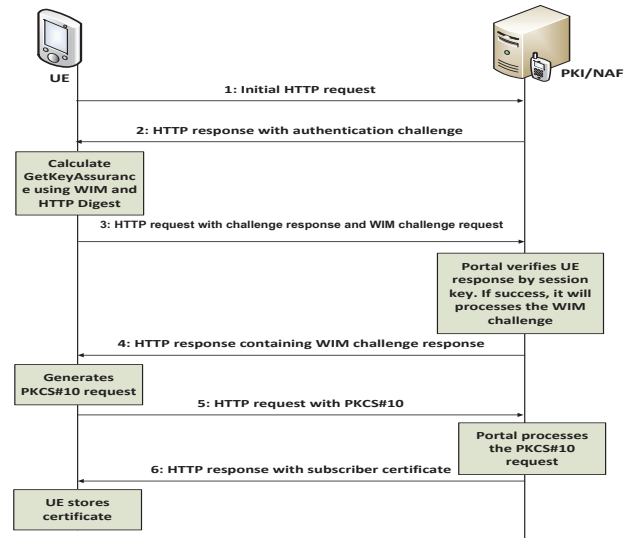 UE
PKI/NAF
1: Initial HTTP request
2: HTTP response with authentication challenge
Calculate
GetKeyAssuranc
e using WIM and
HTTP Digest
3: HTTP request with challenge response and WIM challenge request
Portal verifies UE
response by session
key. If success, it will
processes the WIM
challenge
4: HTTP response containing WIM challenge response
Generates
PKCS#10 request
5: HTTP request with PKCS#10
Portal processes
the PKCS#10
request
6: HTTP response with subscriber certificate
UE stores
certificate